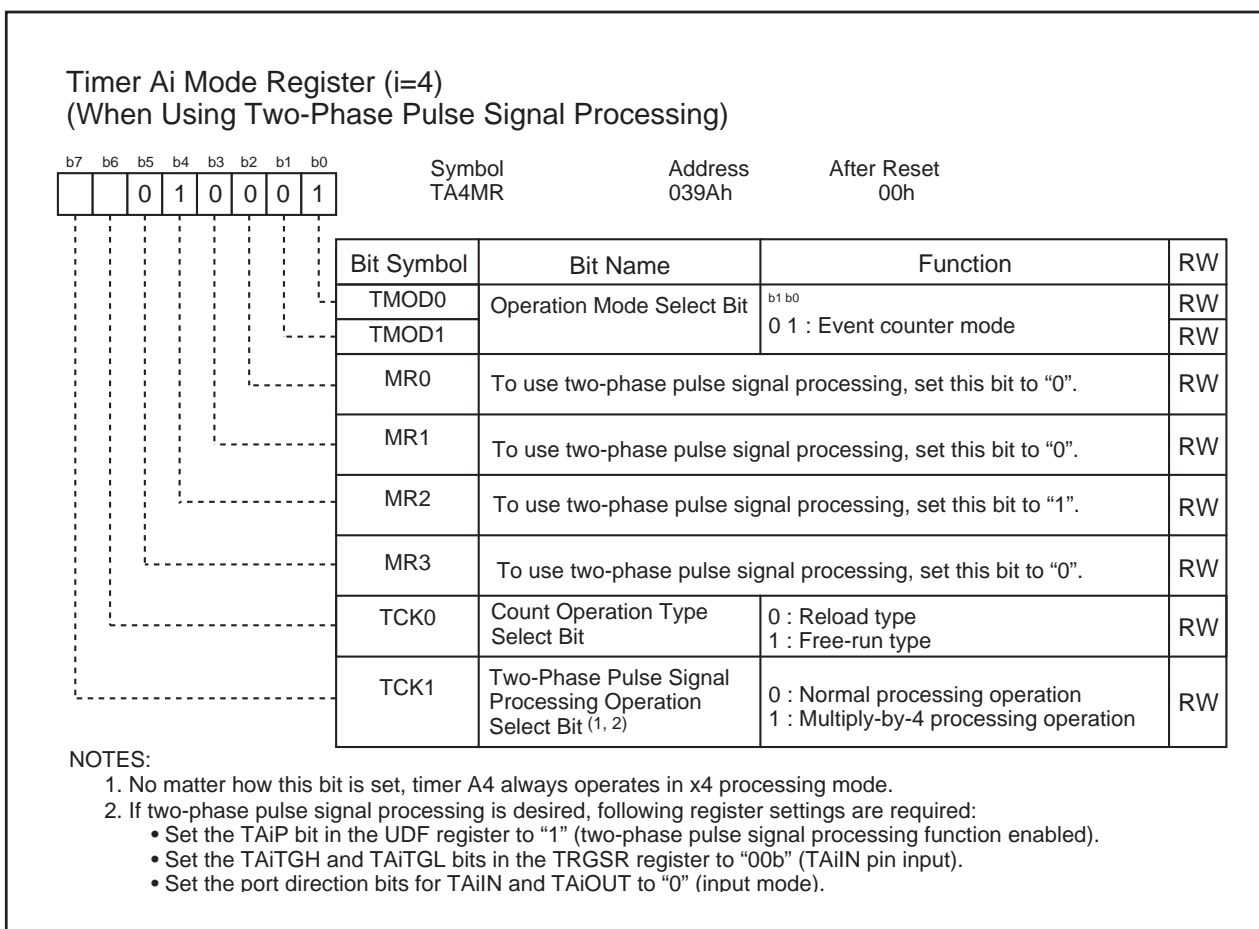 Timer Ai Mode Register (i=4)
(When Using Two-Phase Pulse Signal Processing)
b7 b6 b5 b4 b3 b2 b1 b0
0 1 0 0 0 1
Symbol Address After Reset
TA4MR 039Ah 00h
Bit Symbol Bit Name Function RW
TMOD0 Operation Mode Select Bit b1 b0 RW
TMOD1 0 1 : Event counter mode RW
MR0 To use two-phase pulse signal processing, set this bit to “0”. RW
MR1 To use two-phase pulse signal processing, set this bit to “0”. RW
MR2 To use two-phase pulse signal processing, set this bit to “1”. RW
MR3 To use two-phase pulse signal processing, set this bit to “0”. RW
TCK0 Count Operation Type 0 : Reload type RW
Select Bit 1 : Free-run type
TCK1 Two-Phase Pulse Signal
Processing Operation 0 : Normal processing operation RW
Select Bit (1, 2) 1 : Multiply-by-4 processing operation
NOTES:
1. No matter how this bit is set, timer A4 always operates in x4 processing mode.
2. If two-phase pulse signal processing is desired, following register settings are required:
• Set the TAiP bit in the UDF register to “1” (two-phase pulse signal processing function enabled).
• Set the TAiTGH and TAiTGL bits in the TRGSR register to “00b” (TAiIN pin input).
• Set the port direction bits for TAiIN and TAiOUT to “0” (input mode).